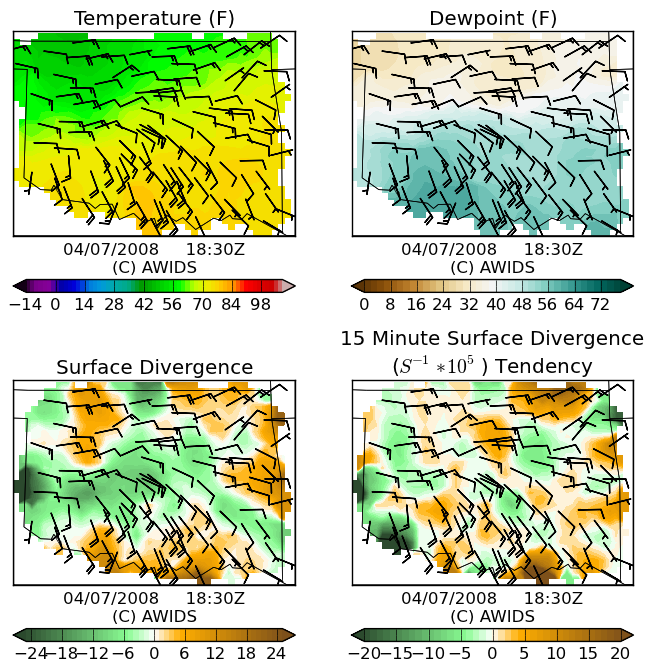 Temperature (F)
Dewpoint (F)
04/07/2008 18:30Z
(C) AWIDS
04/07/2008 18:30Z
(C) AWIDS
−14 0 14 28 42 56 70 84 98
0 8 16 24 32 40 48 56 64 72
15 Minute Surface Divergence
(S⁻¹ *10⁵ ) Tendency
Surface Divergence
04/07/2008 18:30Z
(C) AWIDS
04/07/2008 18:30Z
(C) AWIDS
−24 −18 −12 −6 0 6 12 18 24
−20 −15 −10 −5 0 5 10 15 20